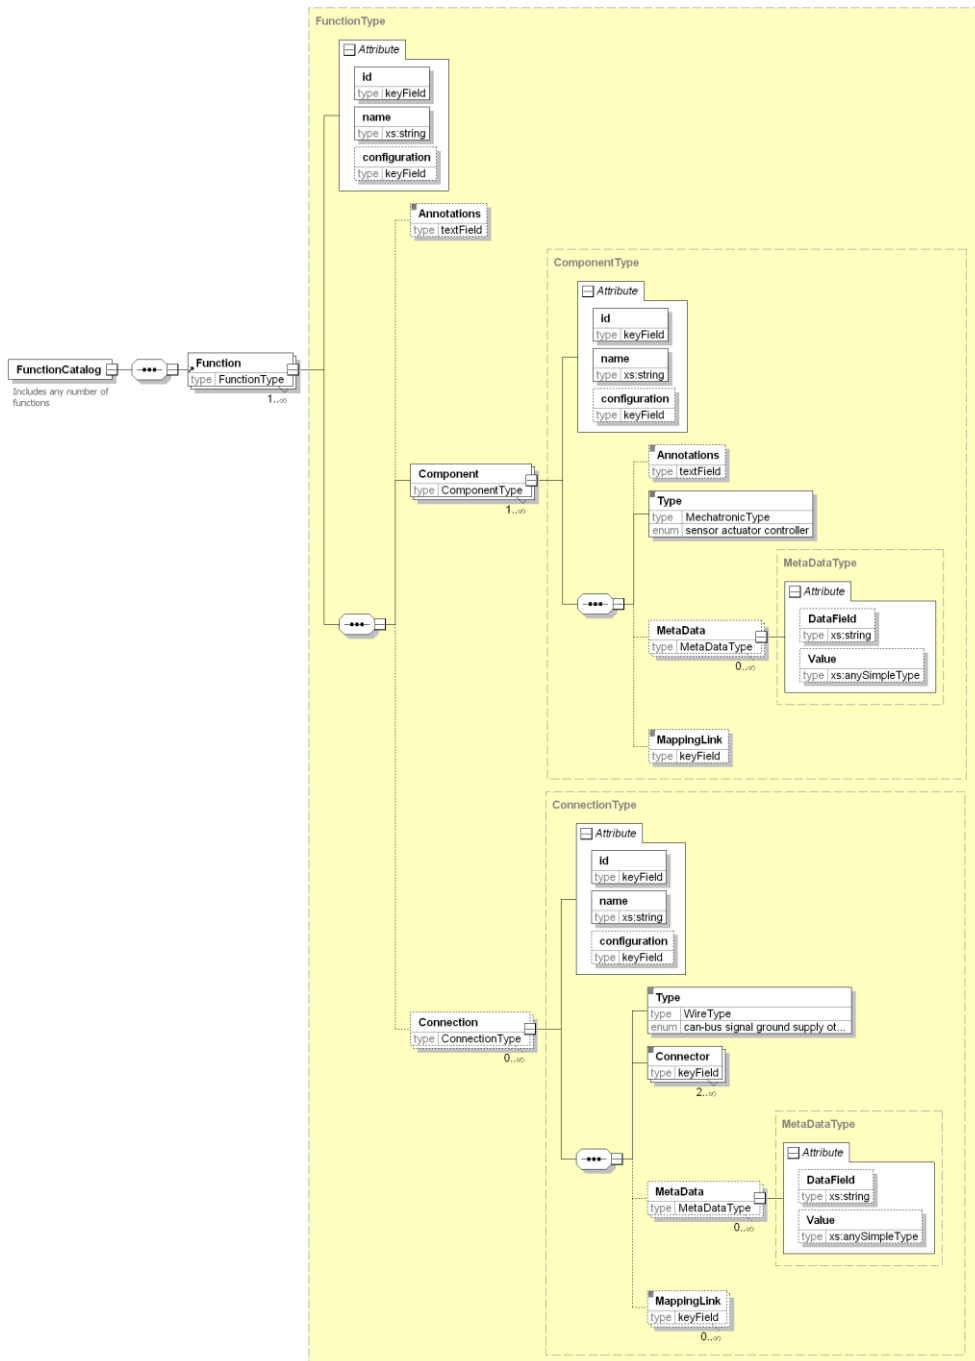 FunctionType
Attribute
id
type keyField
name
type xs:string
configuration
type keyField
Annotations
type textField
FunctionCatalog
Includes any number of
functions
Function
type FunctionType
1..∞
ComponentType
Attribute
id
type keyField
name
type xs:string
configuration
type keyField
Component
type ComponentType
1..∞
Annotations
type textField
Type
type MechatronicType
enum sensor actuator controller
MetaData
type MetaDataType
0..∞
MetaDataType
Attribute
DataField
type xs:string
Value
type xs:anySimpleType
MappingLink
type keyField
ConnectionType
Attribute
id
type keyField
name
type xs:string
configuration
type keyField
Connection
type ConnectionType
0..∞
Type
type WireType
enum can-bus signal ground supply ot...
Connector
type keyField
2..∞
MetaData
type MetaDataType
0..∞
MetaDataType
Attribute
DataField
type xs:string
Value
type xs:anySimpleType
MappingLink
type keyField
0..∞